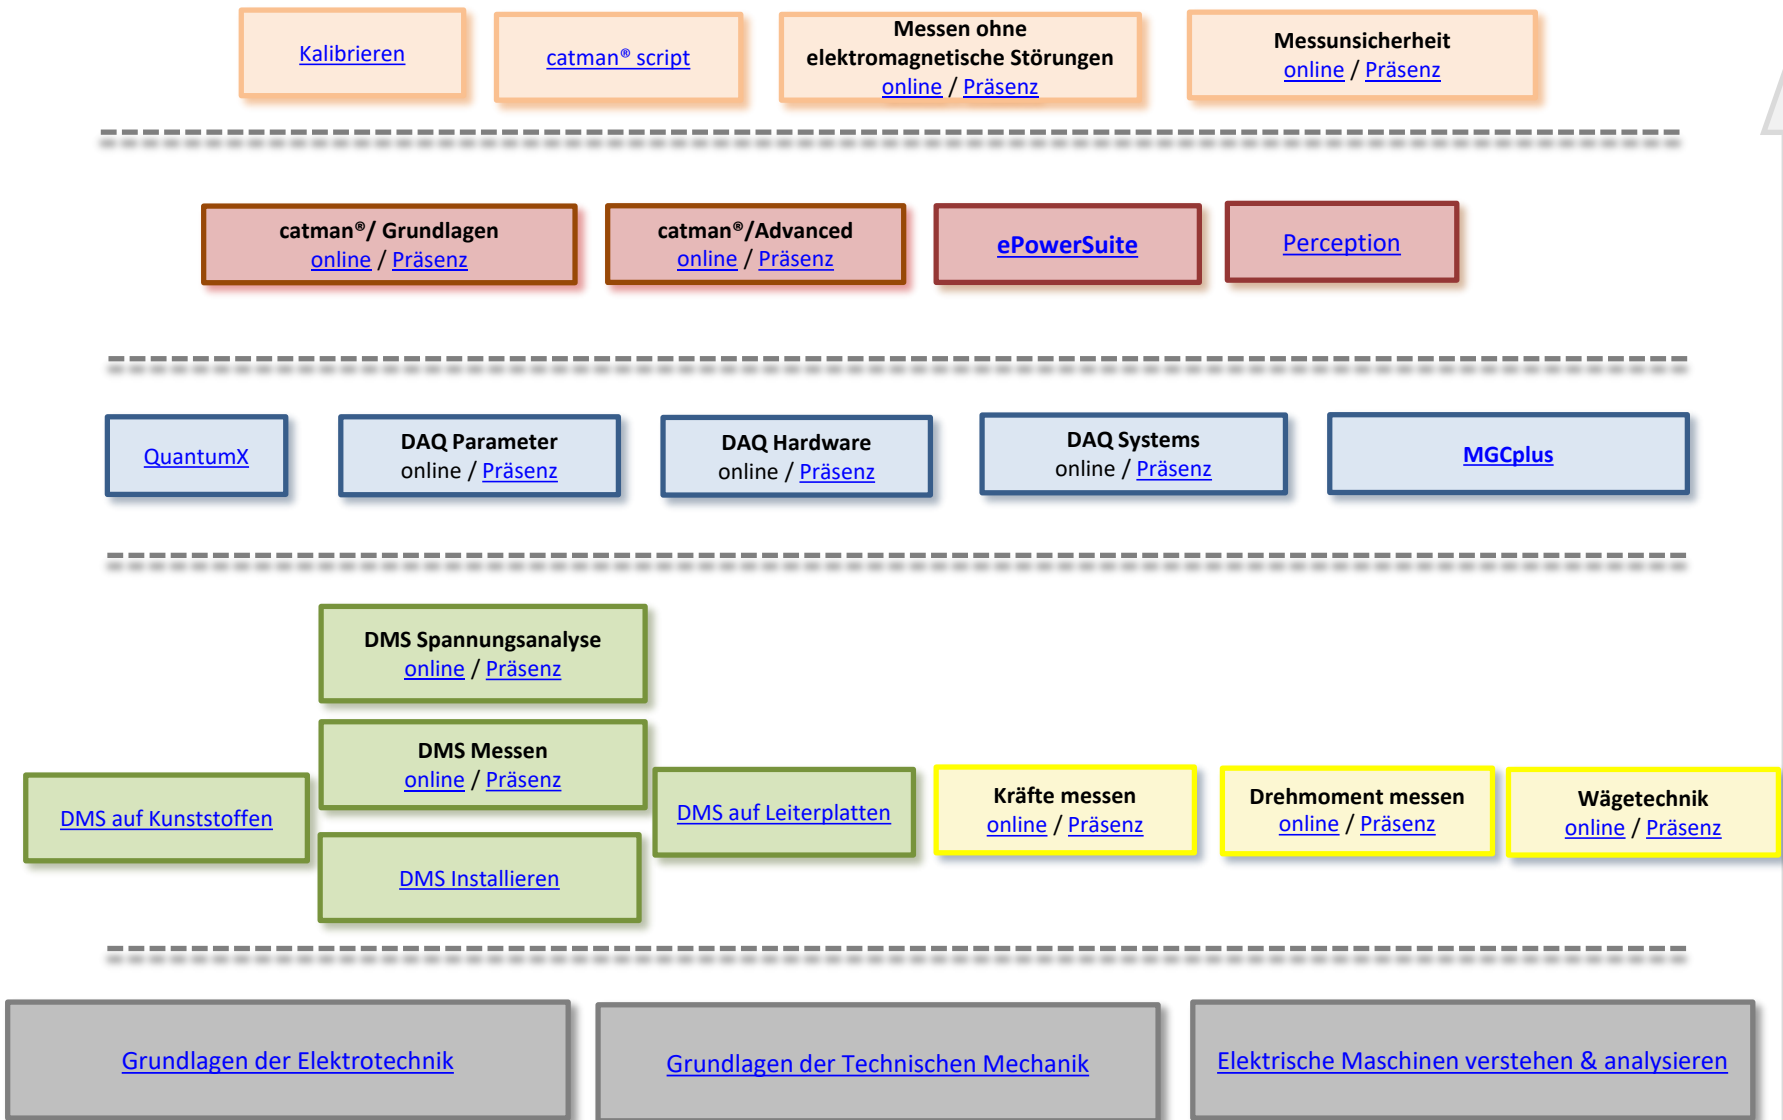 Kalibrieren
catman® script
Messen ohne
elektromagnetische Störungen
online / Präsenz
Messunsicherheit
online / Präsenz
catman®/ Grundlagen
online / Präsenz
catman®/Advanced
online / Präsenz
ePowerSuite
Perception
QuantumX
DAQ Parameter
online / Präsenz
DAQ Hardware
online / Präsenz
DAQ Systems
online / Präsenz
MGCplus
DMS Spannungsanalyse
online / Präsenz
DMS Messen
online / Präsenz
DMS auf Kunststoffen
DMS Installieren
DMS auf Leiterplatten
Kräfte messen
online / Präsenz
Drehmoment messen
online / Präsenz
Wägetechnik
online / Präsenz
Grundlagen der Elektrotechnik
Grundlagen der Technischen Mechanik
Elektrische Maschinen verstehen & analysieren